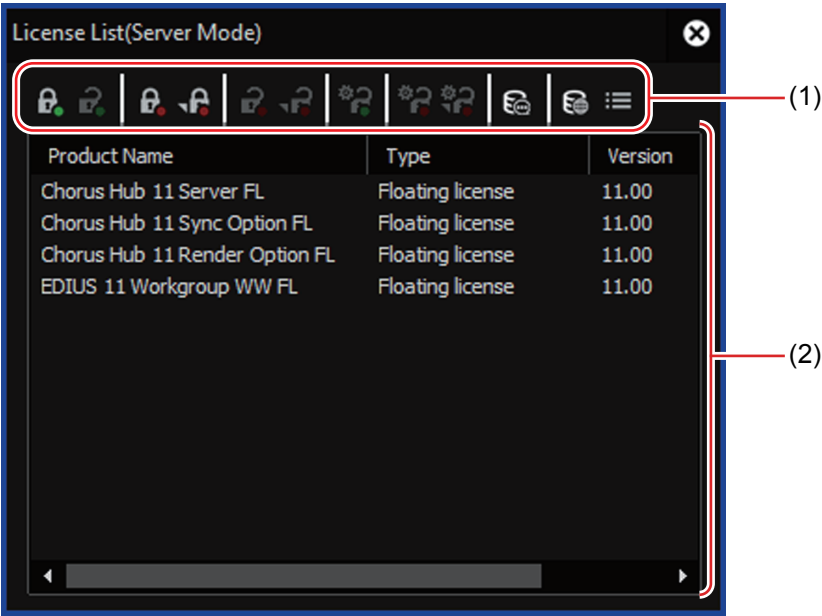 License List(Server Mode)
(1)
Product Name Type Version
Chorus Hub 11 Server FL Floating license 11.00
Chorus Hub 11 Sync Option FL Floating license 11.00
Chorus Hub 11 Render Option FL Floating license 11.00
EDIUS 11 Workgroup WW FL Floating license 11.00
(2)